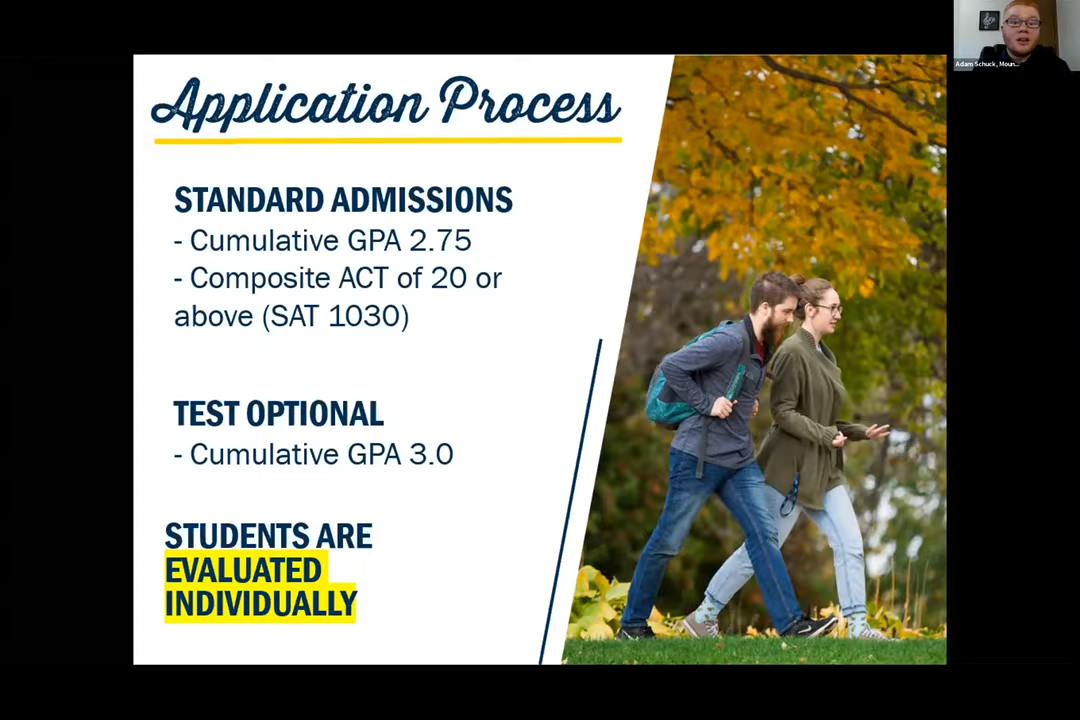 Application Process
STANDARD ADMISSIONS
- Cumulative GPA 2.75
- Composite ACT of 20 or
above (SAT 1030)
TEST OPTIONAL
- Cumulative GPA 3.0
STUDENTS ARE
EVALUATED
INDIVIDUALLY
Adam Schuck, Moun...